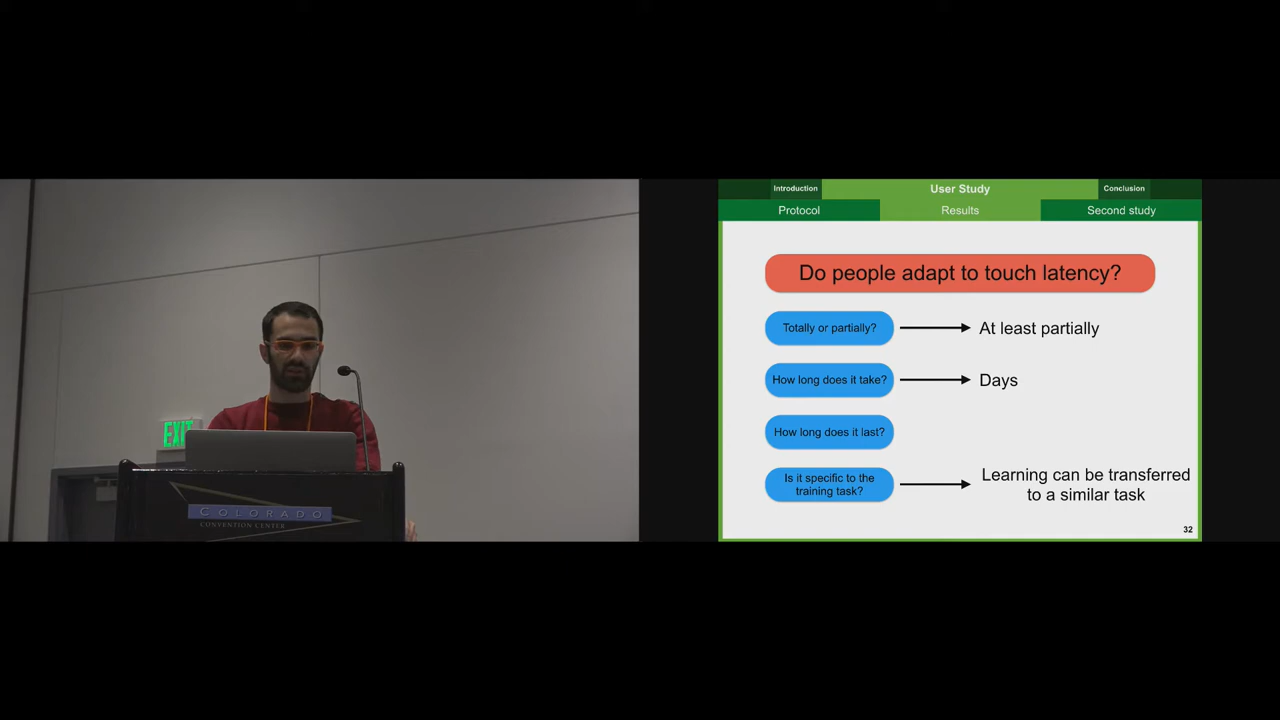 EXIT
COLORADO
CONVENTION CENTER
Introduction
User Study
Conclusion
Protocol
Results
Second study
Do people adapt to touch latency?
Totally or partially?
At least partially
How long does it take?
Days
How long does it last?
Is it specific to the
training task?
Learning can be transferred
to a similar task
32